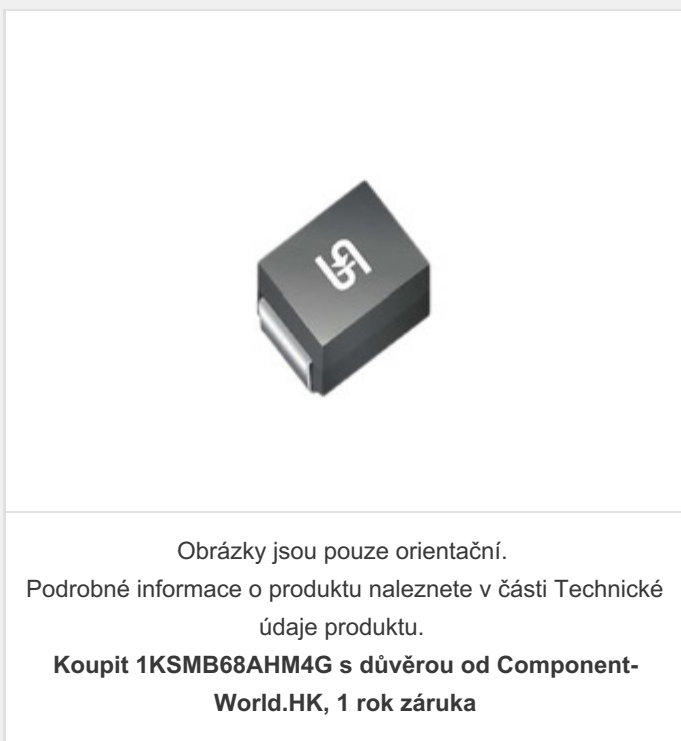 Obrázky jsou pouze orientační.
Podrobné informace o produktu naleznete v části Technické
údaje produktu.
Koupit 1KSMB68AHM4G s důvěrou od Component-
World.HK, 1 rok záruka